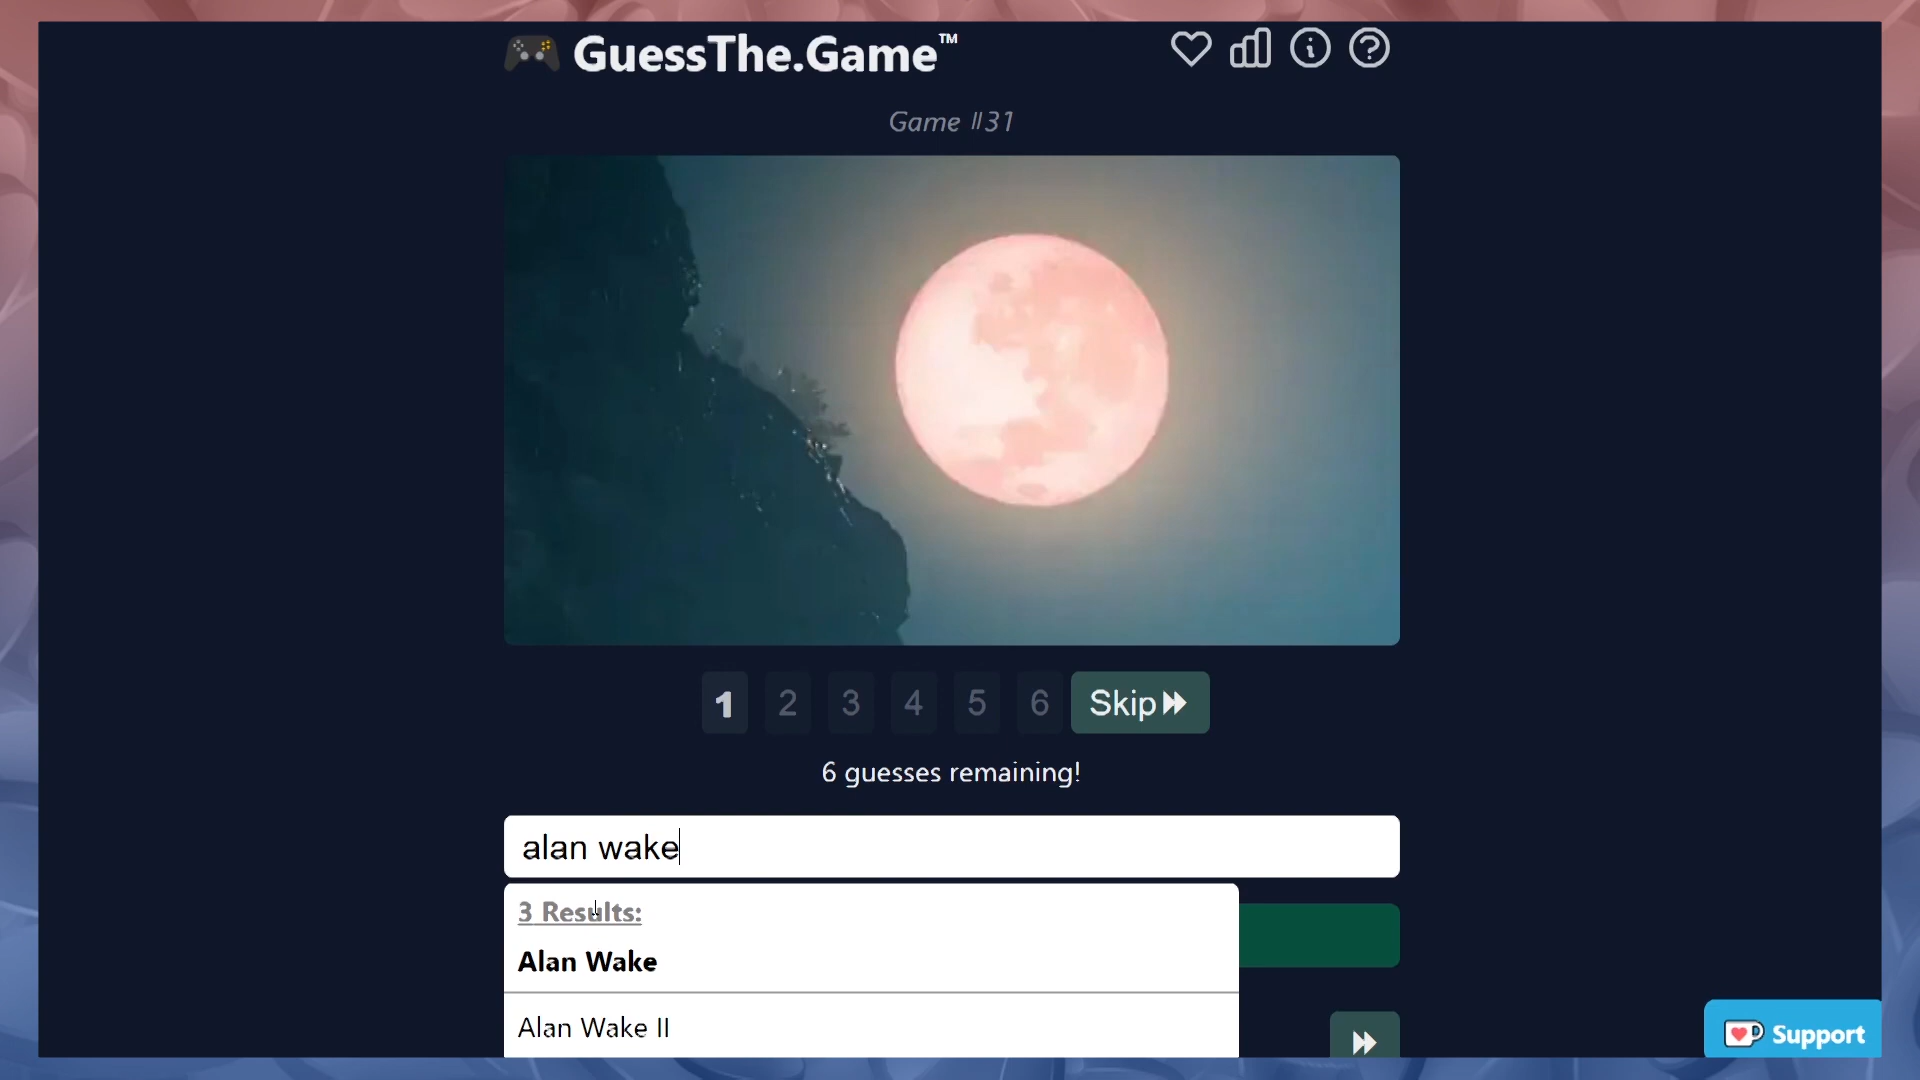 GuessThe.Game™
Game #31
1 2 3 4 5 6 Skip
6 guesses remaining!
alan wake
3 Results:
Alan Wake
Alan Wake II
Support